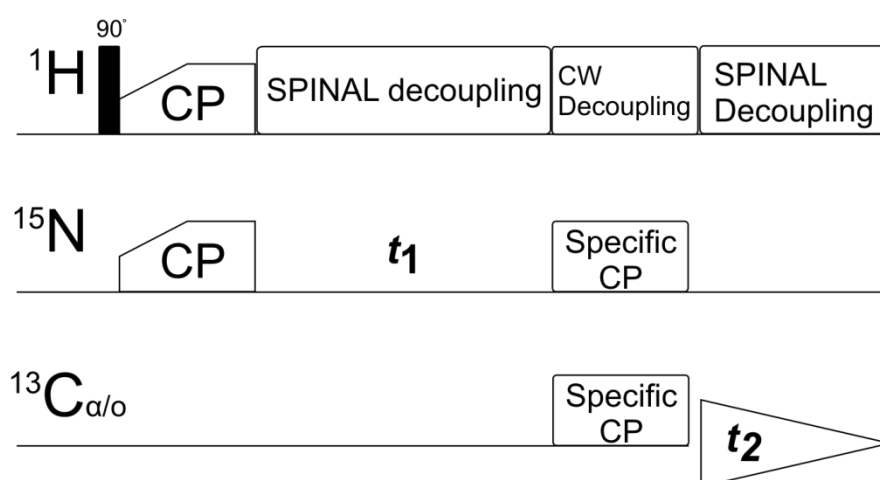 90°
¹H
CP
SPINAL decoupling
CW
Decoupling
SPINAL
Decoupling
¹⁵N
CP
t₁
Specific
CP
¹³Cα/o
Specific
CP
t₂